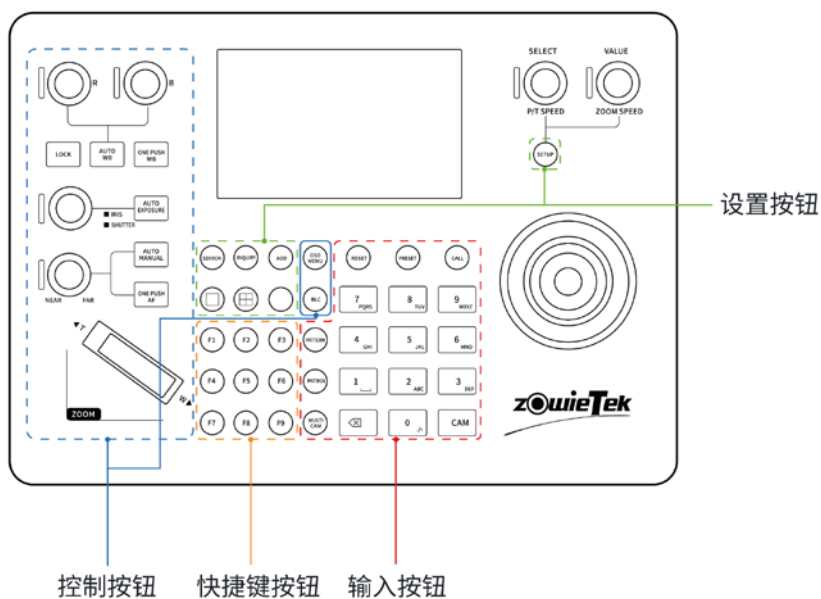 SELECT VALUE
R B
P/T SPEED ZOOM SPEED
LOCK AUTO WB ONE PUSH WB
SETUP
AUTO EXPOSURE
IRIS
SHUTTER
设置按钮
AUTO MANUAL
SEARCH INQUIRE ADD OSD MENU RESET PRESET CALL
NEAR FAR ONE PUSH AF
BLC 7 PQRS 8 TUV 9 WXYZ
T
F1 F2 F3 PATTERN 4 GHI 5 JKL 6 MNO
F4 F5 F6 PATROL 1 2 ABC 3 DEF
W
ZOOM
zowieTek
F7 F8 F9 MULTI CAM 0 CAM
控制按钮 快捷键按钮 输入按钮